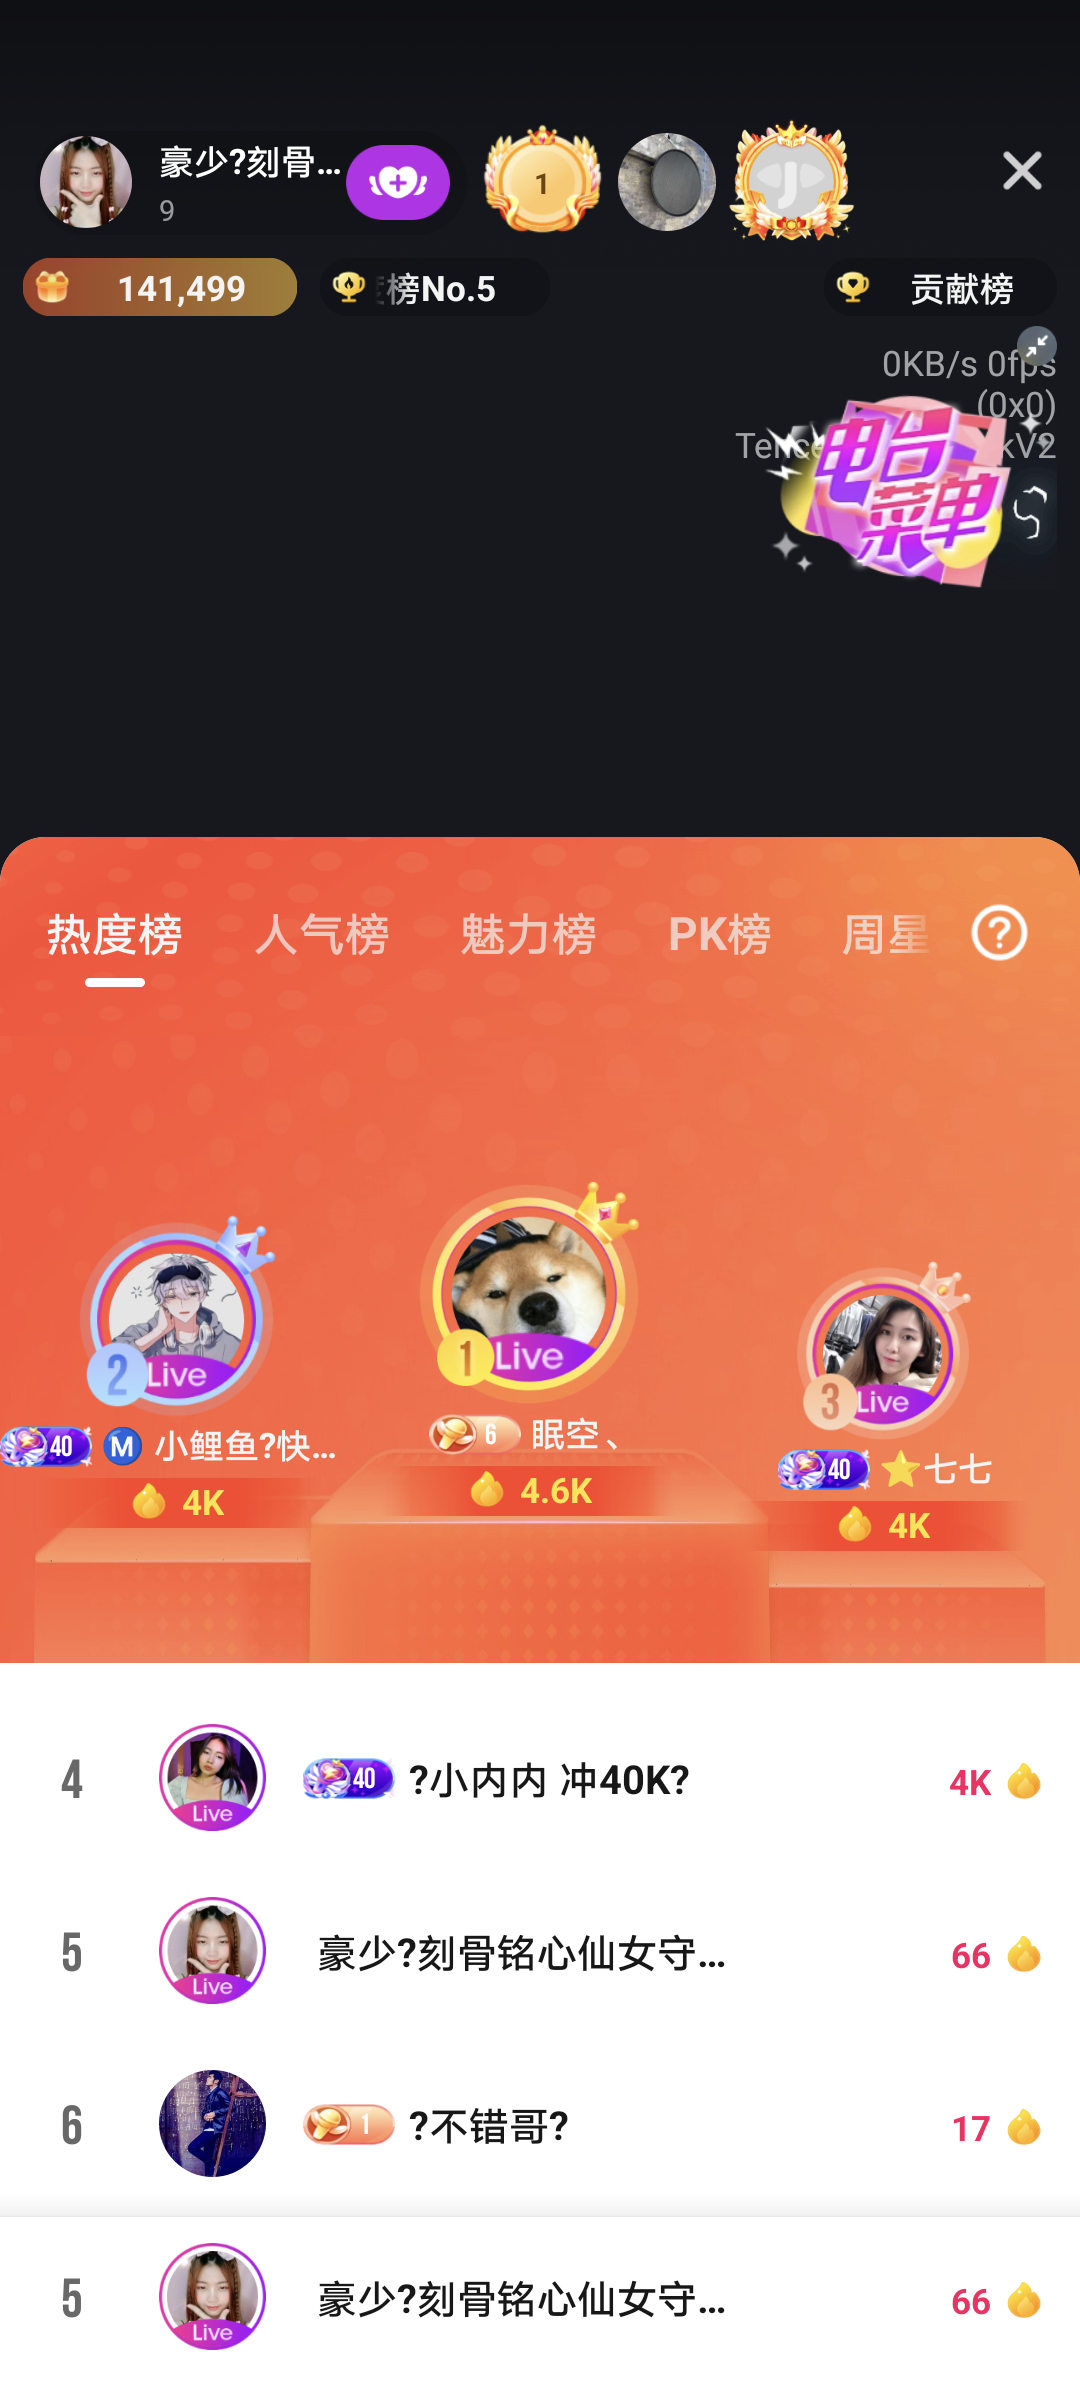 豪少?刻骨...
9
1
141,499
榜No.5
贡献榜
0KB/s 0fps
(0x0)
电台
菜单
热度榜
人气榜
魅力榜
PK榜
周星
?
2
Live
1
Live
3
Live
40
M
小鲤鱼?快...
4K
6
眠空、
4.6K
40
七七
4K
4
Live
40
?小内内 冲40K?
4K
5
Live
豪少?刻骨铭心仙女守...
66
6
1
?不错哥?
17
5
Live
豪少?刻骨铭心仙女守...
66